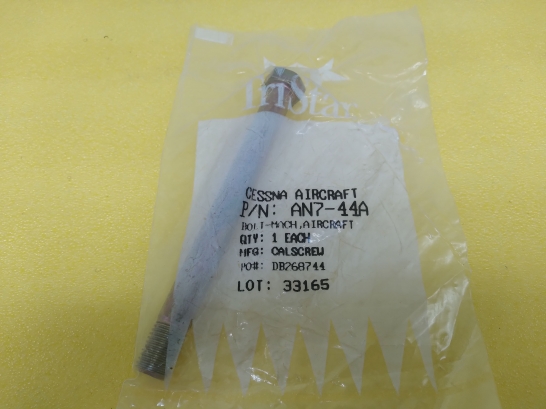 TriStar
CESSNA AIRCRAFT
P/N: AN7-44A
BOLT-MACH,AIRCRAFT
QTY: 1 EACH
MFG: CALSCREW
PO#: DB268744
LOT: 33165